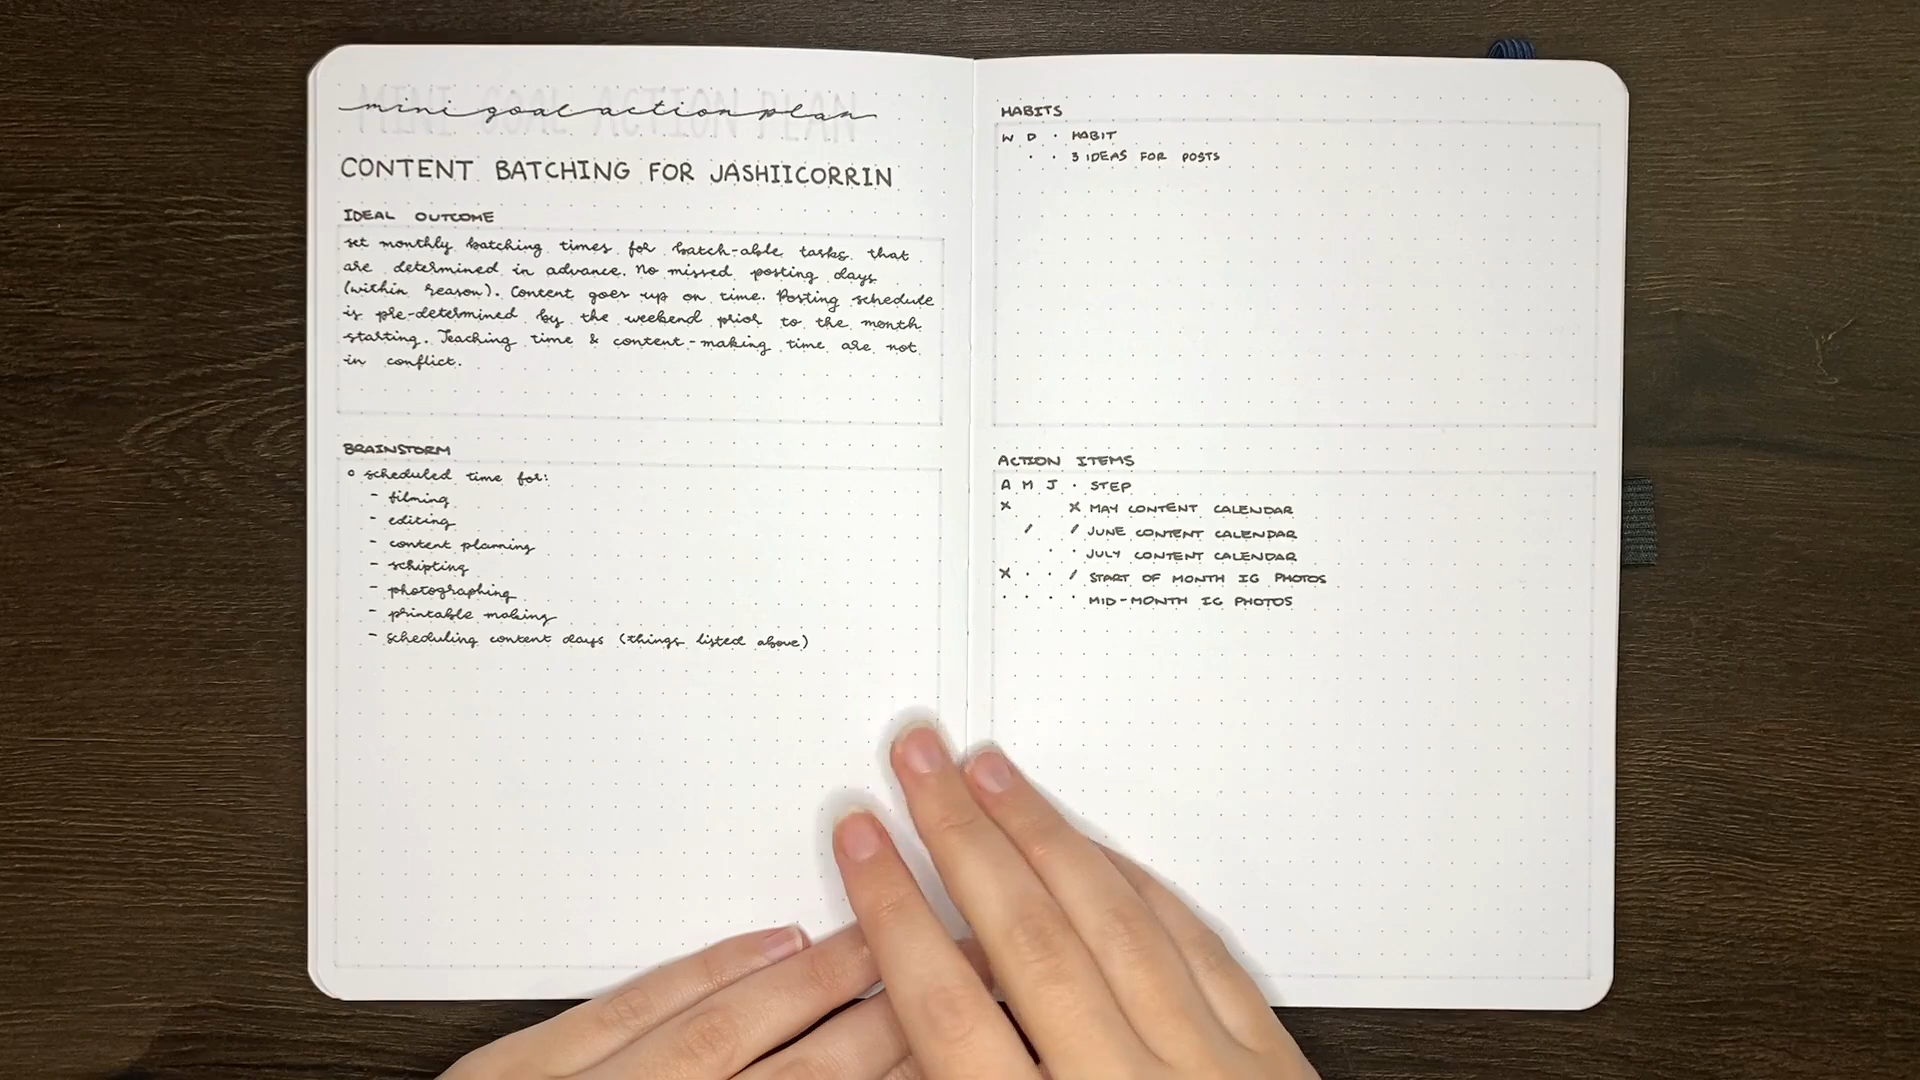 mini goal action plan
CONTENT BATCHING FOR JASHIICORRIN
IDEAL OUTCOME
set monthly batching times for batch-able tasks that
are determined in advance. No missed posting days
(within reason). Content goes up on time. Posting schedule
is pre-determined by the weekend prior to the month
starting. Teaching time & content-making time are not
in conflict.
BRAINSTORM
o scheduled time for:
- filming
- editing
- content planning
- scripting
- photographing
- printable making
- scheduling content days (things listed above)
HABITS
W D · HABIT
· · 3 IDEAS FOR POSTS
ACTION ITEMS
A M J · STEP
X X MAY CONTENT CALENDAR
/ / JUNE CONTENT CALENDAR
· · JULY CONTENT CALENDAR
X · · / START OF MONTH IG PHOTOS
· · · · MID-MONTH IG PHOTOS